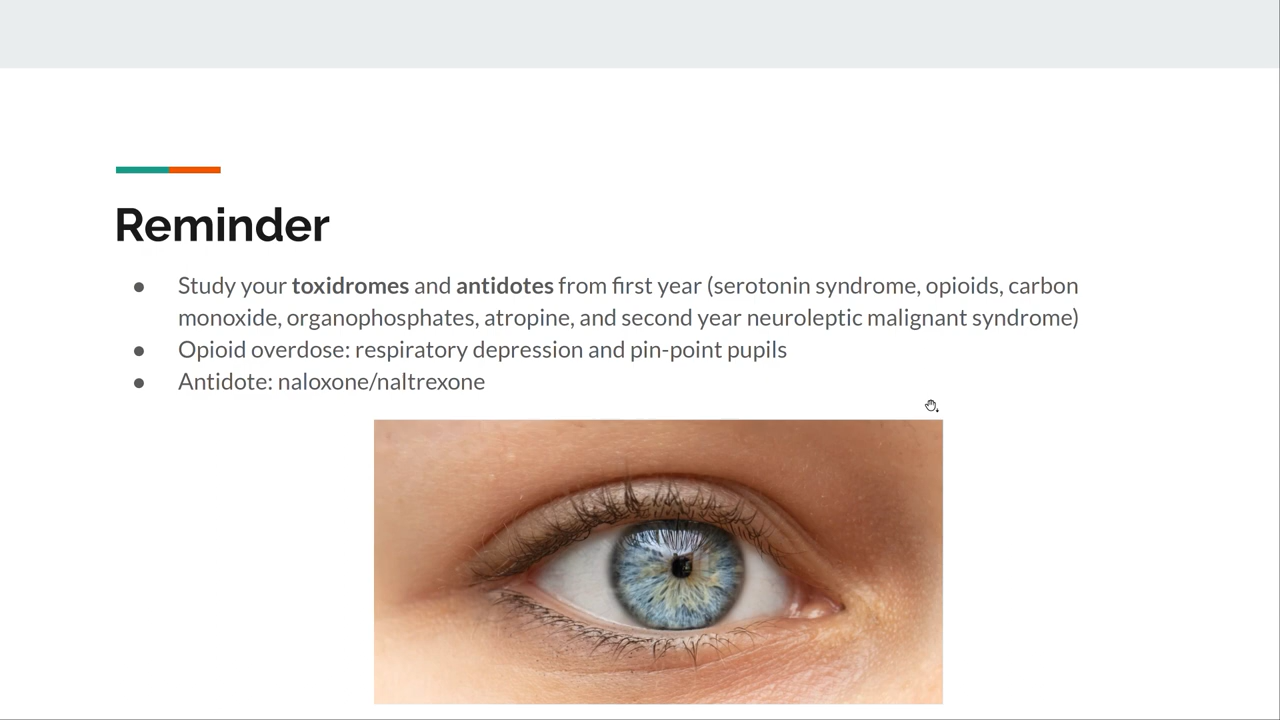 Reminder
● Study your toxidromes and antidotes from first year (serotonin syndrome, opioids, carbon
monoxide, organophosphates, atropine, and second year neuroleptic malignant syndrome)
● Opioid overdose: respiratory depression and pin-point pupils
● Antidote: naloxone/naltrexone